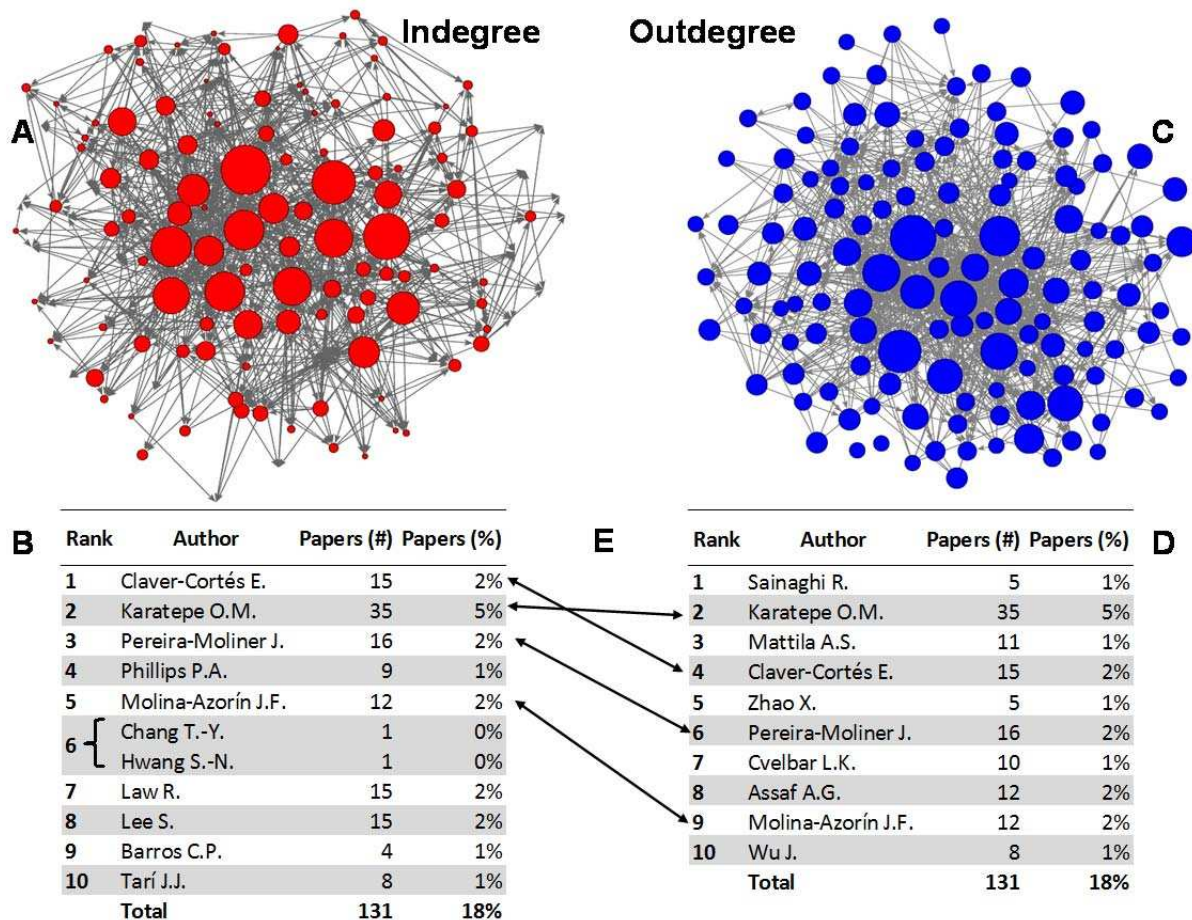 Indegree
Outdegree
A
C
B
Rank Author Papers (#) Papers (%)
1 Claver-Cortés E. 15 2%
2 Karatepe O.M. 35 5%
3 Pereira-Moliner J. 16 2%
4 Phillips P.A. 9 1%
5 Molina-Azorín J.F. 12 2%
6 Chang T.-Y. 1 0%
Hwang S.-N. 1 0%
7 Law R. 15 2%
8 Lee S. 15 2%
9 Barros C.P. 4 1%
10 Tarí J.J. 8 1%
Total 131 18%
E
D
Rank Author Papers (#) Papers (%)
1 Sainaghi R. 5 1%
2 Karatepe O.M. 35 5%
3 Mattila A.S. 11 1%
4 Claver-Cortés E. 15 2%
5 Zhao X. 5 1%
6 Pereira-Moliner J. 16 2%
7 Cvelbar L.K. 10 1%
8 Assaf A.G. 12 2%
9 Molina-Azorín J.F. 12 2%
10 Wu J. 8 1%
Total 131 18%